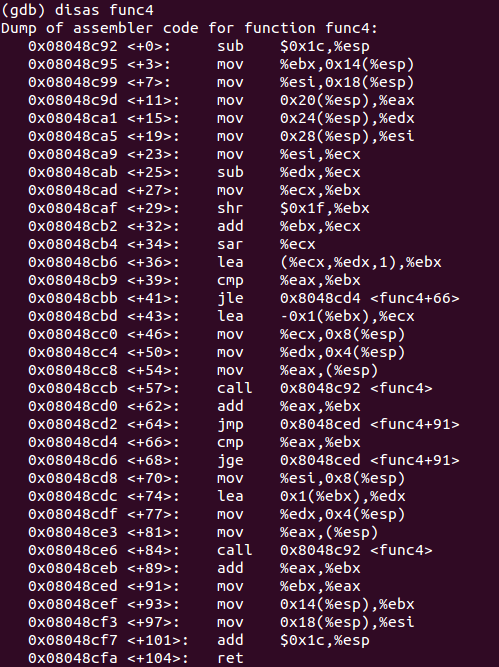 (gdb) disas func4
Dump of assembler code for function func4:
   0x08048c92 <+0>:     sub    $0x1c,%esp
   0x08048c95 <+3>:     mov    %ebx,0x14(%esp)
   0x08048c99 <+7>:     mov    %esi,0x18(%esp)
   0x08048c9d <+11>:    mov    0x20(%esp),%eax
   0x08048ca1 <+15>:    mov    0x24(%esp),%edx
   0x08048ca5 <+19>:    mov    0x28(%esp),%esi
   0x08048ca9 <+23>:    mov    %esi,%ecx
   0x08048cab <+25>:    sub    %edx,%ecx
   0x08048cad <+27>:    mov    %ecx,%ebx
   0x08048caf <+29>:    shr    $0x1f,%ebx
   0x08048cb2 <+32>:    add    %ebx,%ecx
   0x08048cb4 <+34>:    sar    %ecx
   0x08048cb6 <+36>:    lea    (%ecx,%edx,1),%ebx
   0x08048cb9 <+39>:    cmp    %eax,%ebx
   0x08048cbb <+41>:    jle    0x8048cd4 <func4+66>
   0x08048cbd <+43>:    lea    -0x1(%ebx),%ecx
   0x08048cc0 <+46>:    mov    %ecx,0x8(%esp)
   0x08048cc4 <+50>:    mov    %edx,0x4(%esp)
   0x08048cc8 <+54>:    mov    %eax,(%esp)
   0x08048ccb <+57>:    call   0x8048c92 <func4>
   0x08048cd0 <+62>:    add    %eax,%ebx
   0x08048cd2 <+64>:    jmp    0x8048ced <func4+91>
   0x08048cd4 <+66>:    cmp    %eax,%ebx
   0x08048cd6 <+68>:    jge    0x8048ced <func4+91>
   0x08048cd8 <+70>:    mov    %esi,0x8(%esp)
   0x08048cdc <+74>:    lea    0x1(%ebx),%edx
   0x08048cdf <+77>:    mov    %edx,0x4(%esp)
   0x08048ce3 <+81>:    mov    %eax,(%esp)
   0x08048ce6 <+84>:    call   0x8048c92 <func4>
   0x08048ceb <+89>:    add    %eax,%ebx
   0x08048ced <+91>:    mov    %ebx,%eax
   0x08048cef <+93>:    mov    0x14(%esp),%ebx
   0x08048cf3 <+97>:    mov    0x18(%esp),%esi
   0x08048cf7 <+101>:   add    $0x1c,%esp
   0x08048cfa <+104>:   ret